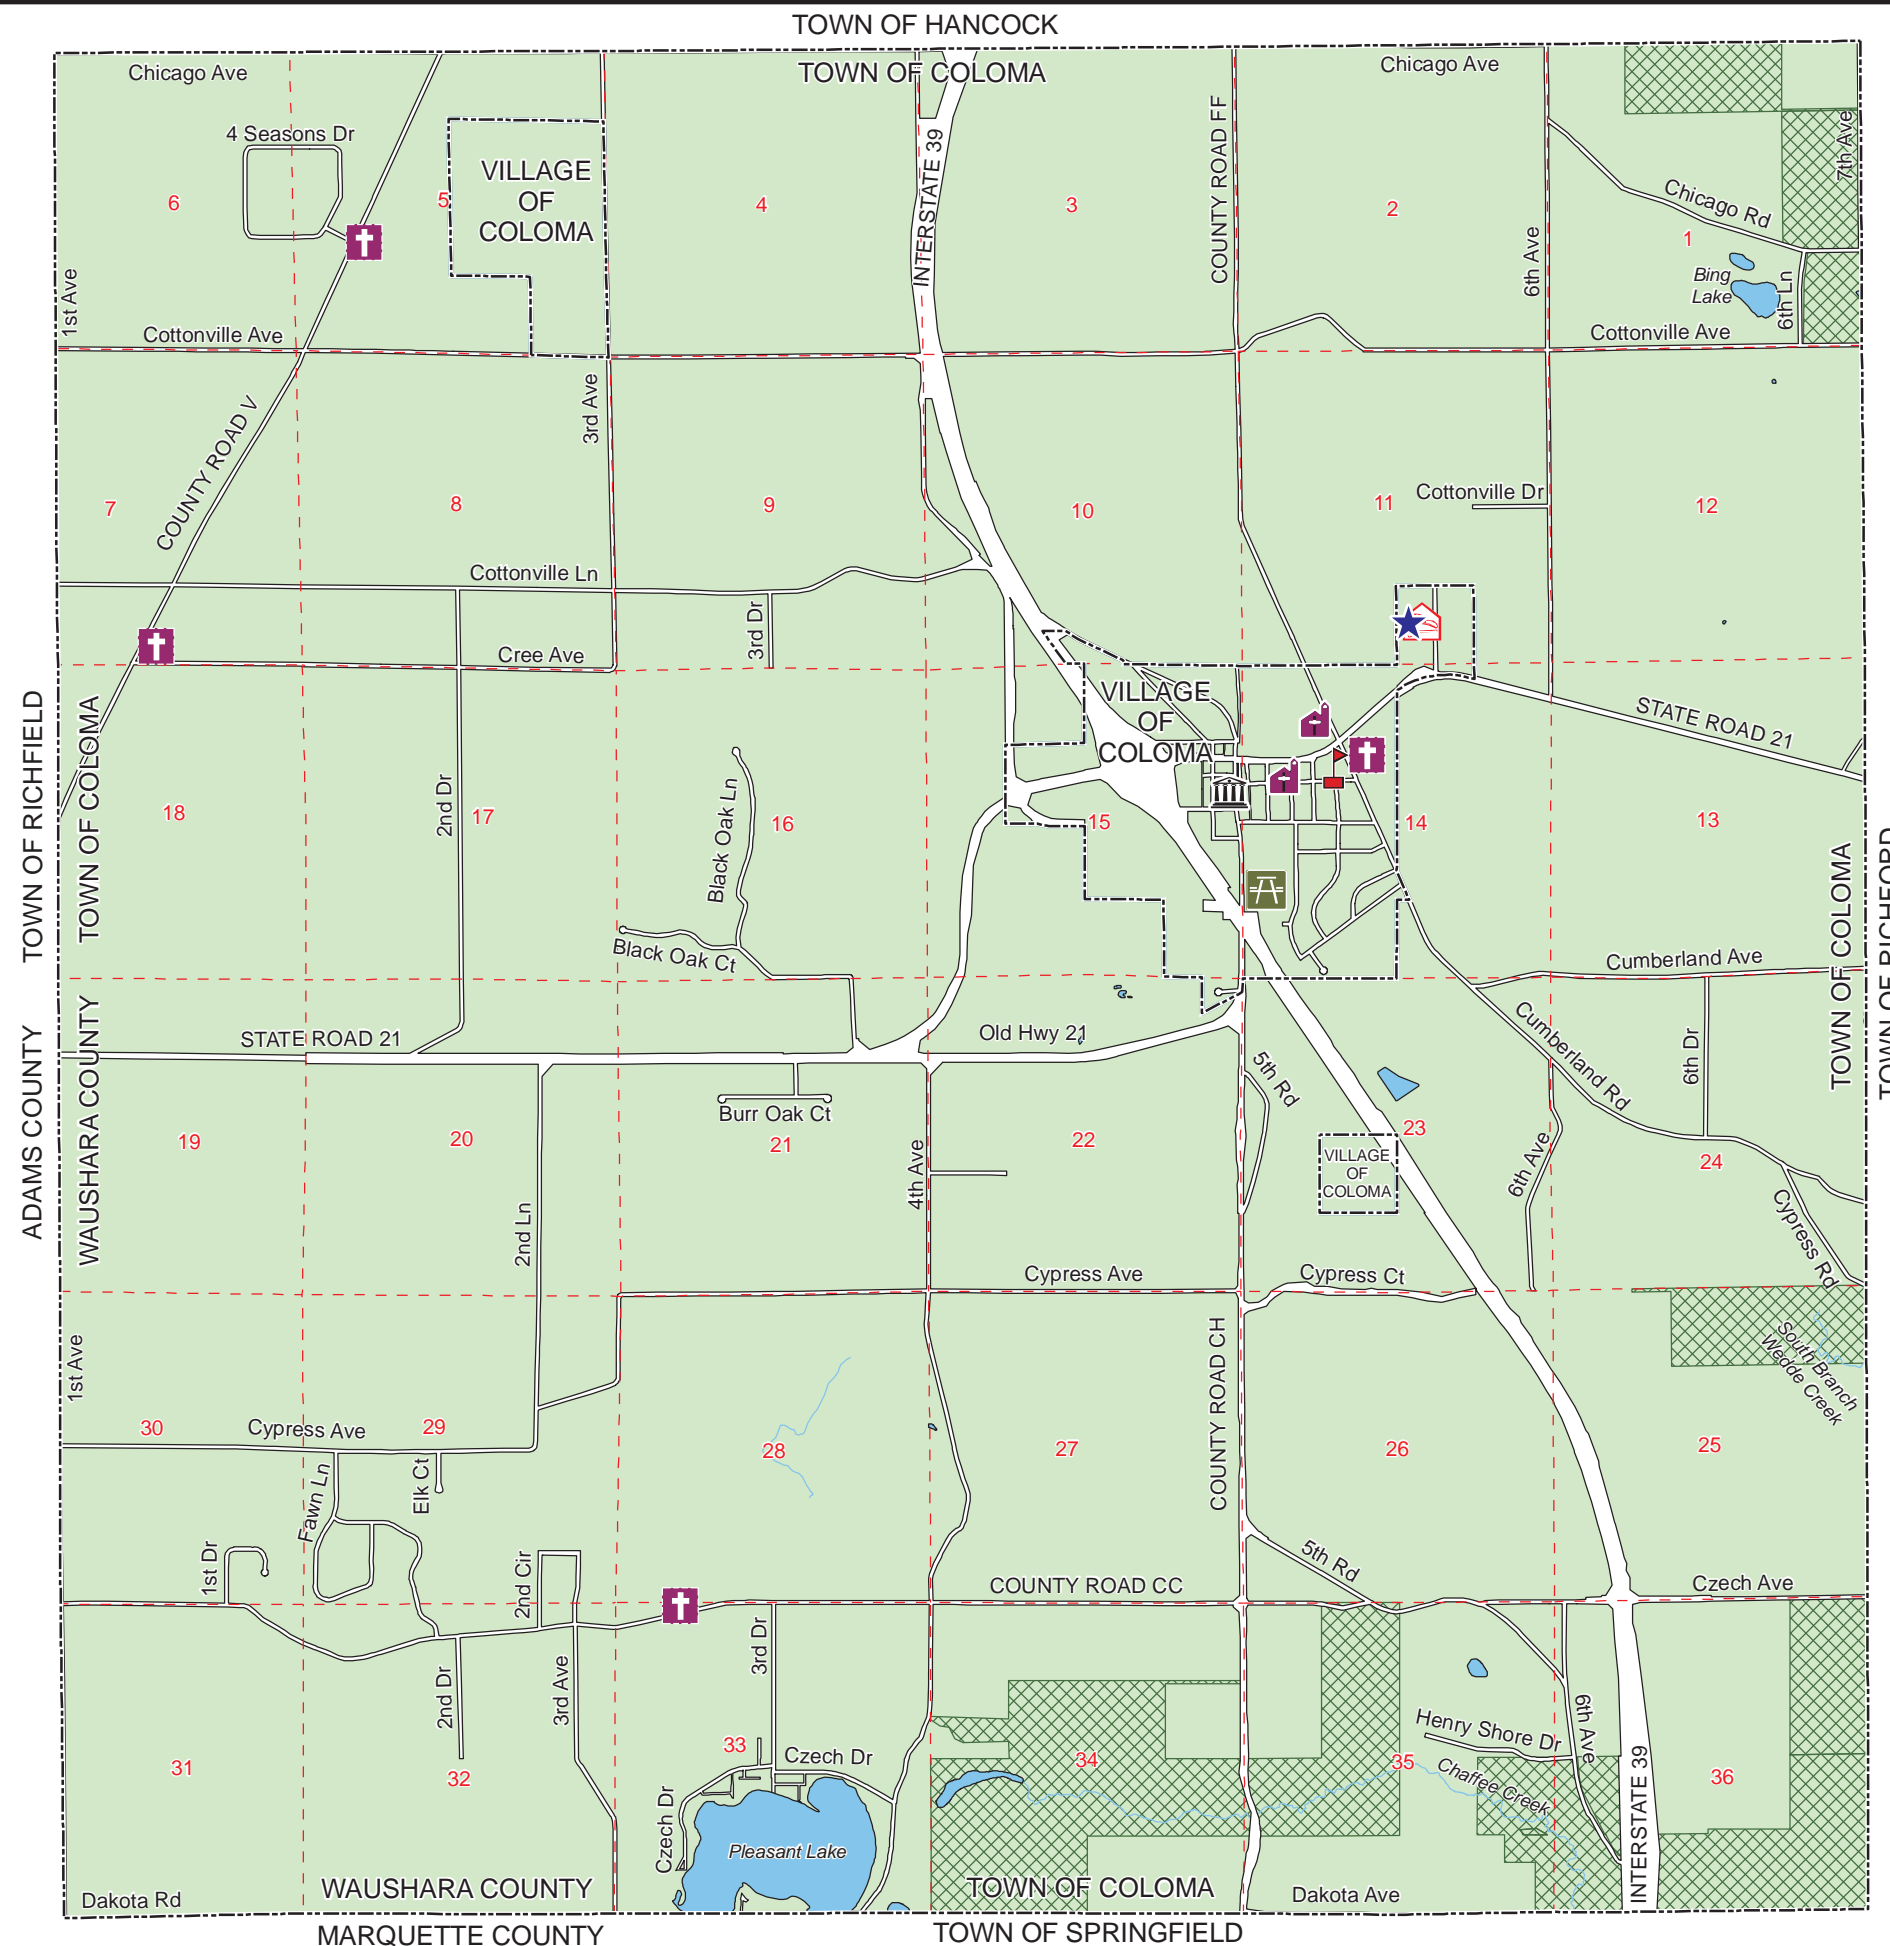 TOWN OF HANCOCK
Chicago Ave
TOWN OF COLOMA
Chicago Ave
4 Seasons Dr
INTERSTATE 39
COUNTY ROAD FF
7th Ave
VILLAGE
OF
COLOMA
6
5
4
3
2
1
Chicago Rd
6th Ave
Bing
Lake
6th Ln
1st Ave
Cottonville Ave
Cottonville Ave
3rd Ave
COUNTY ROAD V
7
8
9
10
11
12
Cottonville Dr
Cottonville Ln
3rd Dr
Cree Ave
VILLAGE
OF
COLOMA
STATE ROAD 21
TOWN OF RICHFIELD
TOWN OF COLOMA
18
2nd Dr
17
Black Oak Ln
16
15
14
13
TOWN OF COLOMA
TOWN OF RICHFORD
Black Oak Ct
Cumberland Ave
ADAMS COUNTY
WAUSHARA COUNTY
STATE ROAD 21
Old Hwy 21
5th Rd
Cumberland Rd
6th Dr
Burr Oak Ct
19
20
21
22
23
24
VILLAGE
OF
COLOMA
4th Ave
6th Ave
2nd Ln
Cypress Rd
Cypress Ave
Cypress Ct
1st Ave
COUNTY ROAD CH
South Branch
Wedde Creek
30
Cypress Ave
29
28
27
26
25
Fawn Ln
Elk Ct
1st Dr
2nd Cir
5th Rd
COUNTY ROAD CC
Czech Ave
3rd Dr
2nd Dr
3rd Ave
Henry Shore Dr
6th Ave
31
32
33
Czech Dr
34
35
36
Chaffee Creek
INTERSTATE 39
Czech Dr
Pleasant Lake
Dakota Rd
WAUSHARA COUNTY
TOWN OF COLOMA
Dakota Ave
MARQUETTE COUNTY
TOWN OF SPRINGFIELD